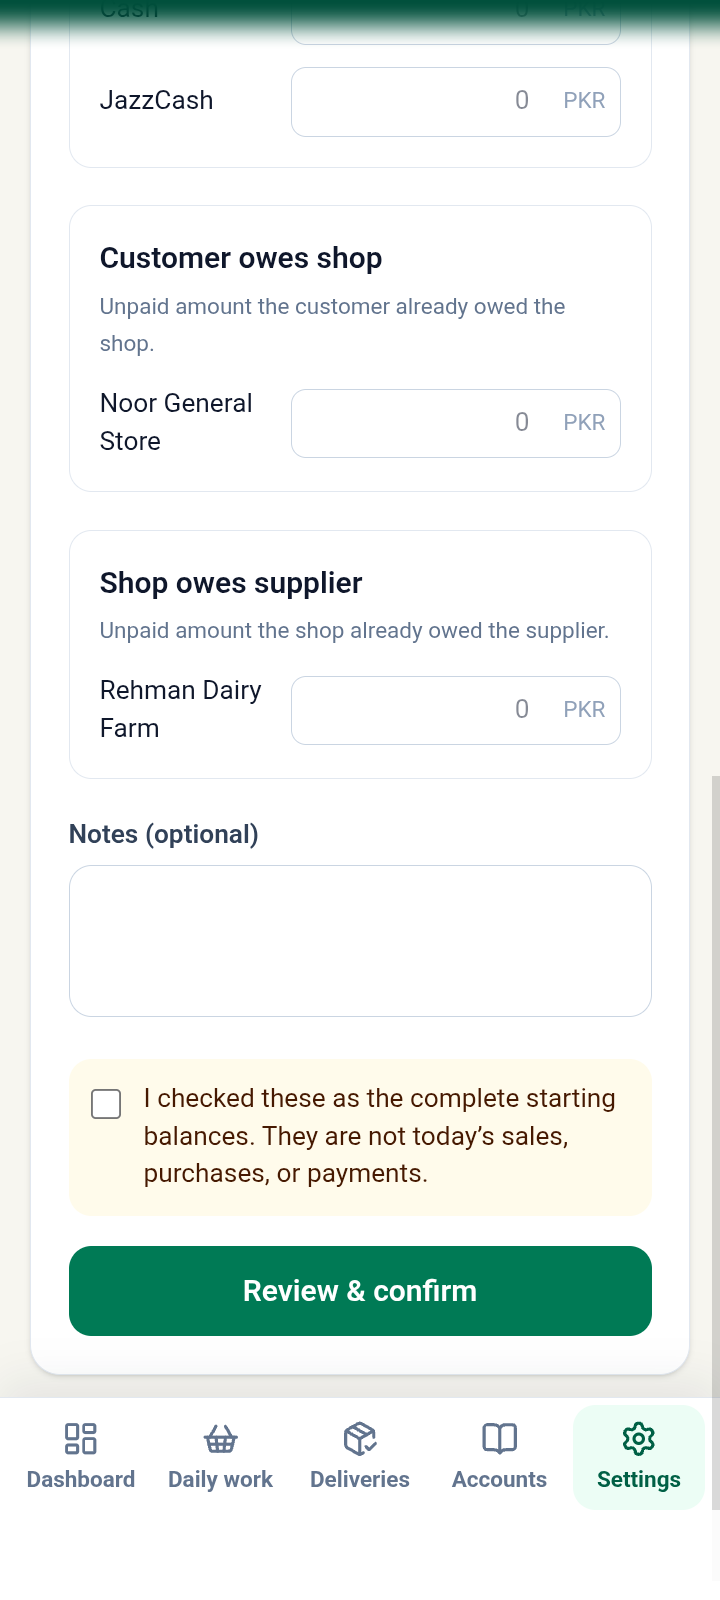 Cash 0 PKR
JazzCash 0 PKR
Customer owes shop
Unpaid amount the customer already owed the
shop.
Noor General
Store
0 PKR
Shop owes supplier
Unpaid amount the shop already owed the supplier.
Rehman Dairy
Farm
0 PKR
Notes (optional)
I checked these as the complete starting
balances. They are not today’s sales,
purchases, or payments.
Review & confirm
Dashboard Daily work Deliveries Accounts Settings